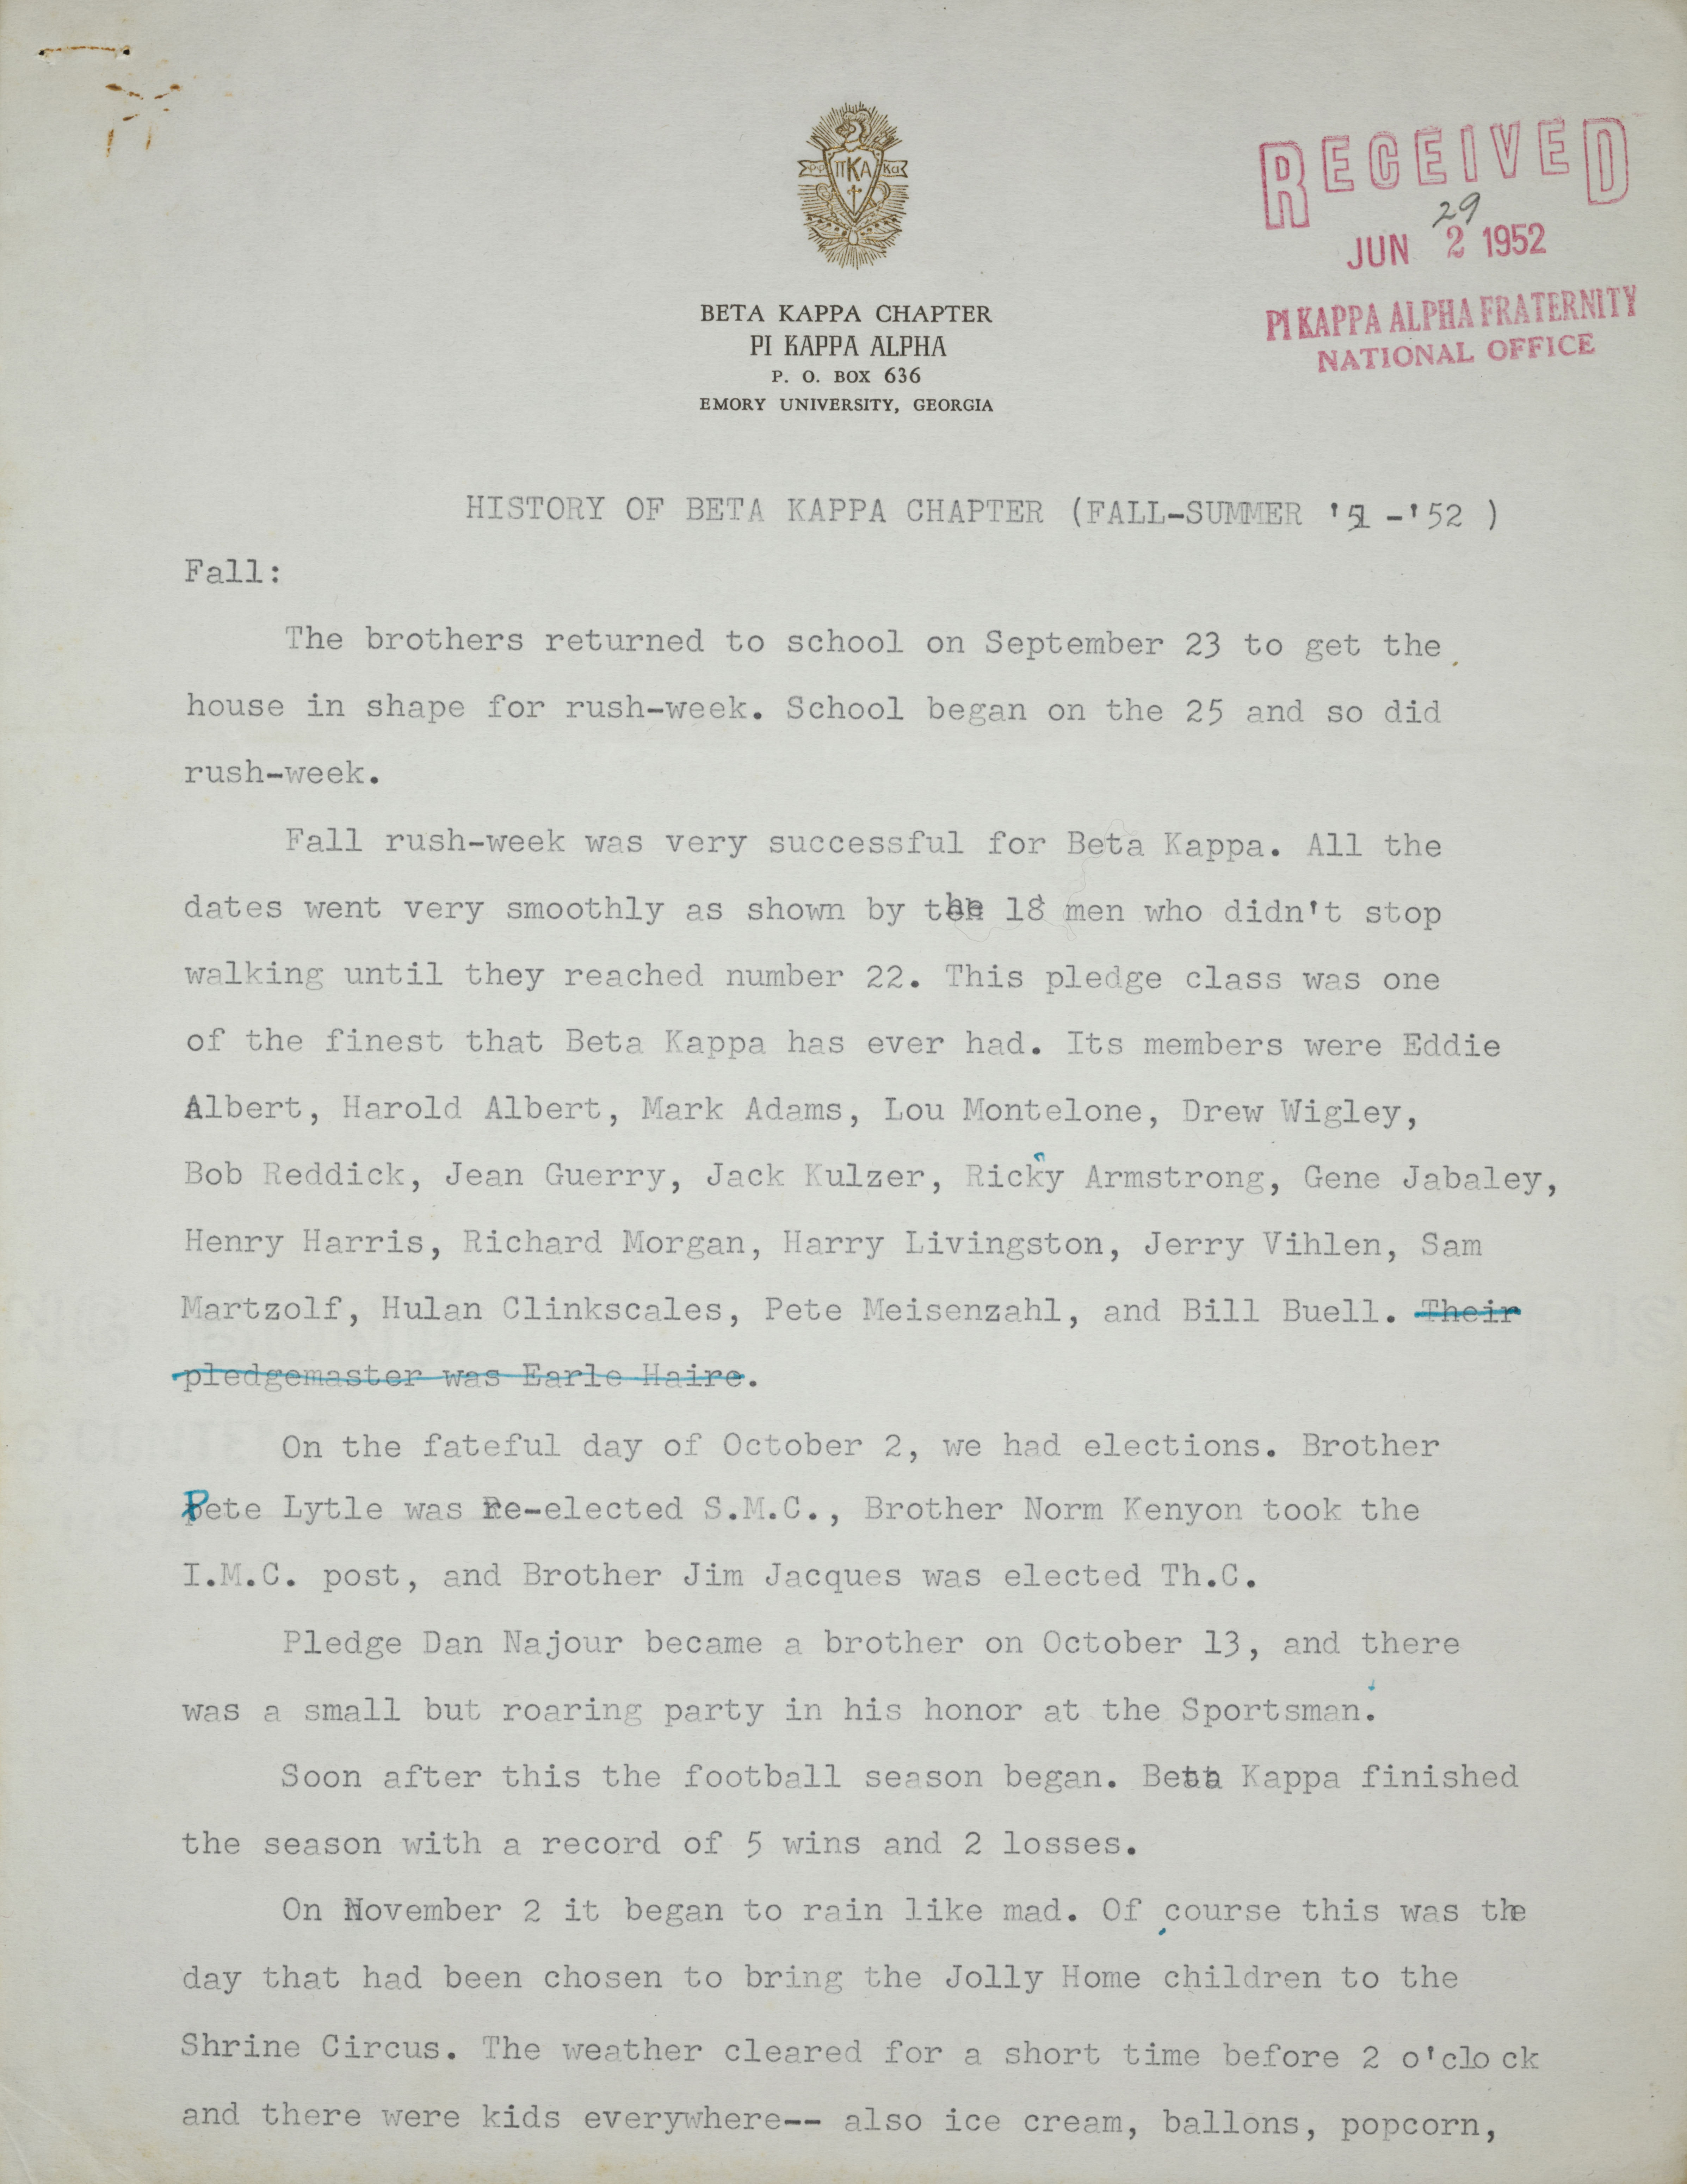 ΠKA
RECEIVED
29
JUN 2 1952
PI KAPPA ALPHA FRATERNITY
NATIONAL OFFICE
BETA KAPPA CHAPTER
PI KAPPA ALPHA
P. O. BOX 636
EMORY UNIVERSITY, GEORGIA
HISTORY OF BETA KAPPA CHAPTER (FALL-SUMMER '51 -'52 )
Fall:
The brothers returned to school on September 23 to get the
house in shape for rush-week. School began on the 25 and so did
rush-week.
Fall rush-week was very successful for Beta Kappa. All the
dates went very smoothly as shown by the 18 men who didn't stop
walking until they reached number 22. This pledge class was one
of the finest that Beta Kappa has ever had. Its members were Eddie
Albert, Harold Albert, Mark Adams, Lou Montelone, Drew Wigley,
Bob Reddick, Jean Guerry, Jack Kulzer, Ricky Armstrong, Gene Jabaley,
Henry Harris, Richard Morgan, Harry Livingston, Jerry Vihlen, Sam
Martzolf, Hulan Clinkscales, Pete Meisenzahl, and Bill Buell. Their
pledgemaster was Earle Haire.
On the fateful day of October 2, we had elections. Brother
Pete Lytle was Re-elected S.M.C., Brother Norm Kenyon took the
I.M.C. post, and Brother Jim Jacques was elected Th.C.
Pledge Dan Najour became a brother on October 13, and there
was a small but roaring party in his honor at the Sportsman.
Soon after this the football season began. Beta Kappa finished
the season with a record of 5 wins and 2 losses.
On November 2 it began to rain like mad. Of course this was the
day that had been chosen to bring the Jolly Home children to the
Shrine Circus. The weather cleared for a short time before 2 o'clo ck
and there were kids everywhere-- also ice cream, ballons, popcorn,